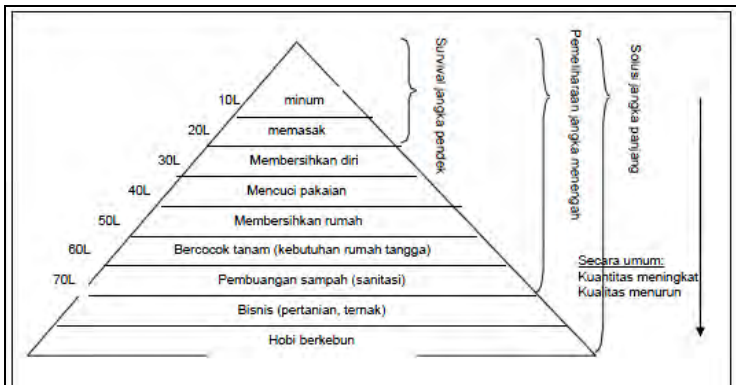 10L
minum
20L
memasak
30L
Membersihkan diri
40L
Mencuci pakaian
50L
Membersihkan rumah
60L
Bercocok tanam (kebutuhan rumah tangga)
70L
Pembuangan sampah (sanitasi)
Bisnis (pertanian, ternak)
Hobi berkebun
Survival jangka pendek
Pemeliharaan jangka menengah
Solusi jangka panjang
Secara umum:
Kuantitas meningkat
Kualitas menurun